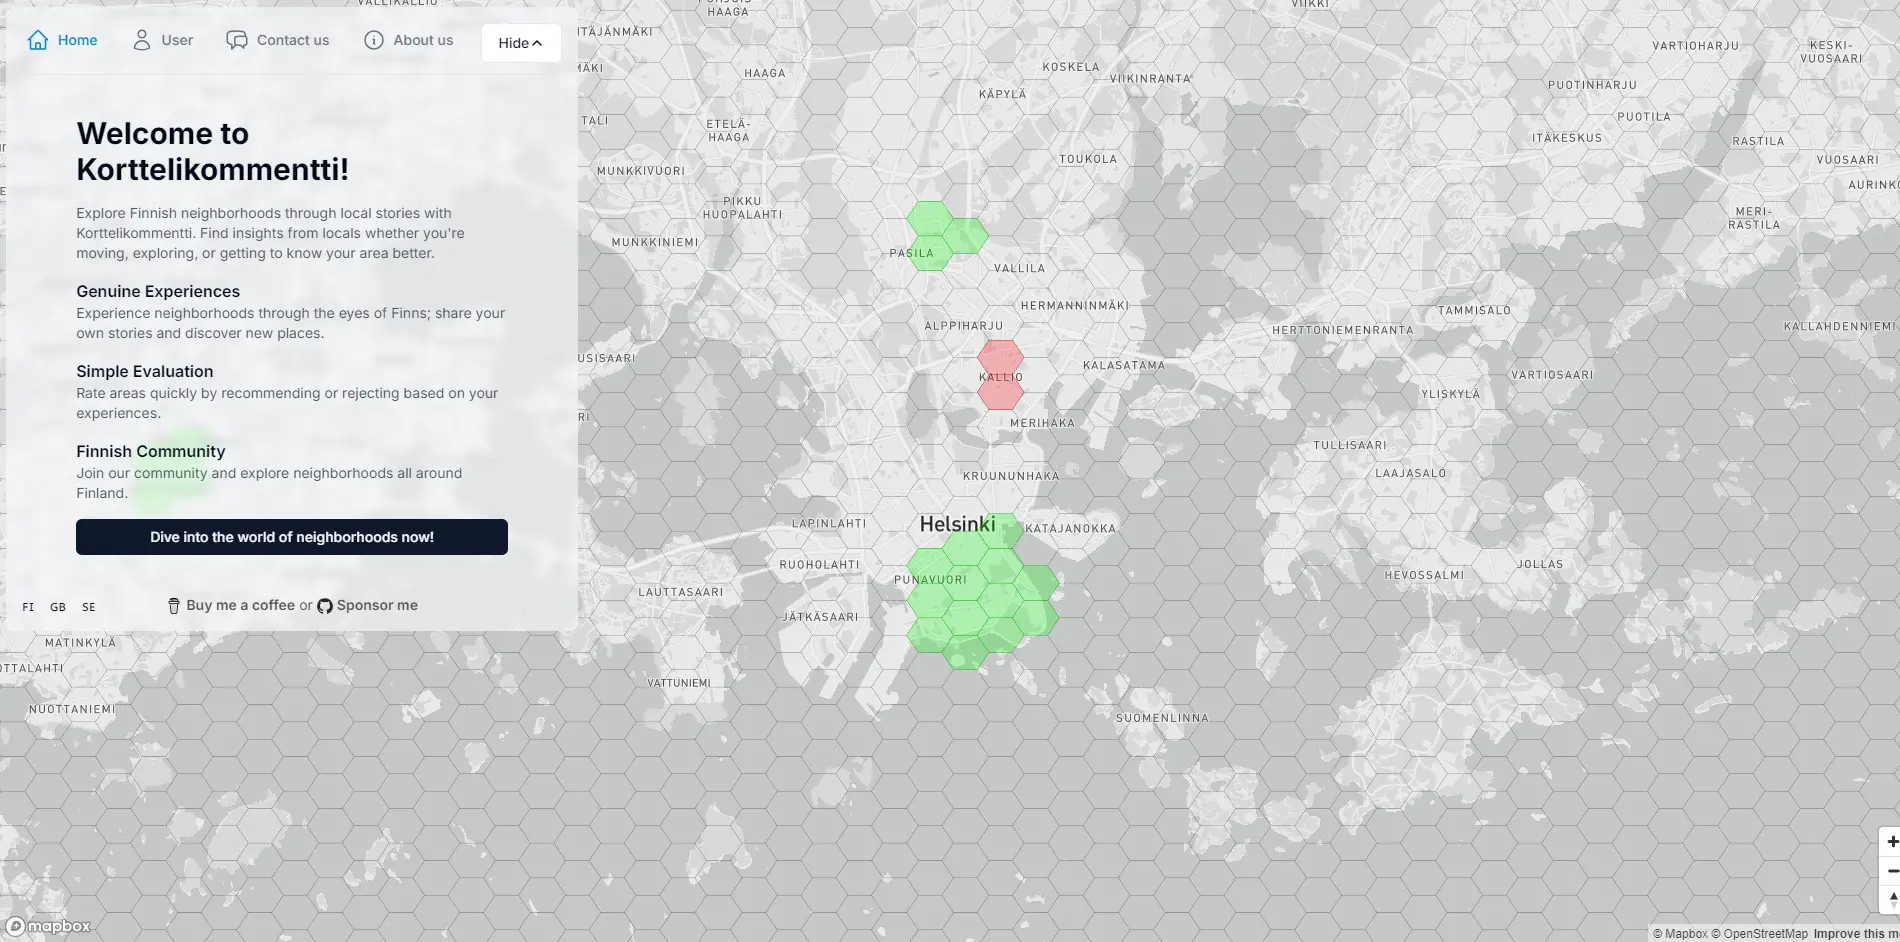 Home
User
Contact us
About us
Hide
Welcome to
Korttelikommentti!
Explore Finnish neighborhoods through local stories with
Korttelikommentti. Find insights from locals whether you're
moving, exploring, or getting to know your area better.
Genuine Experiences
Experience neighborhoods through the eyes of Finns; share your
own stories and discover new places.
Simple Evaluation
Rate areas quickly by recommending or rejecting based on your
experiences.
Finnish Community
Join our community and explore neighborhoods all around
Finland.
Dive into the world of neighborhoods now!
FI GB SE
Buy me a coffee or Sponsor me
HAAGA
VIIKKI
ITÄJÄNMÄKI
VARTIOHARJU
KESKI-
VUOSAARI
MÄKI
HAAGA
KOSKELA
VIIKINRANTA
PUOTINHARJU
KÄPYLÄ
PUOTILA
TALI
ETELÄ-
HAAGA
ITÄKESKUS
RASTILA
TOUKOLA
VUOSAARI
MUNKKIVUORI
AURINKO
PIKKU
HUOPALAHTI
MERI-
RASTILA
MUNKKINIEMI
PASILA
VALLILA
HERMANNINMÄKI
TAMMISALO
ALPPIHARJU
HERTTONIEMENRANTA
KALLAHDENNIEMI
USISAARI
KALASATAMA
KALLIO
VARTIOSAARI
YLISKYLÄ
RI
MERIHAKA
TULLISAARI
KRUUNUNHAKA
LAAJASALO
LAPINLAHTI
Helsinki
KATAJANOKKA
RUOHOLAHTI
PUNAVUORI
HEVOSSALMI
JOLLAS
LAUTTASAARI
JÄTKÄSAARI
MATINKYLÄ
OTTALAHTI
VATTUNIEMI
NUOTTANIEMI
SUOMENLINNA
mapbox
© Mapbox © OpenStreetMap Improve this m